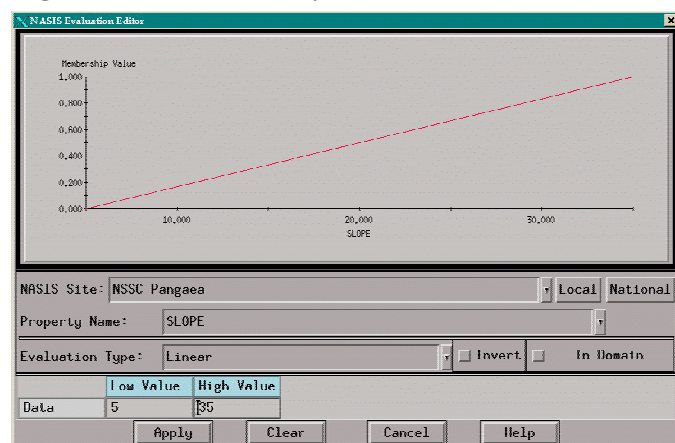 NASIS Evaluation Editor
Membership Value
1,000
0,800
0,600
0,400
0,200
0,000
10,000 20,000 30,000
SLOPE
NASIS Site: NSSC Pangaea Local National
Property Name: SLOPE
Evaluation Type: Linear Invert In Domain
Low Value High Value
Data 5 35
Apply Clear Cancel Help